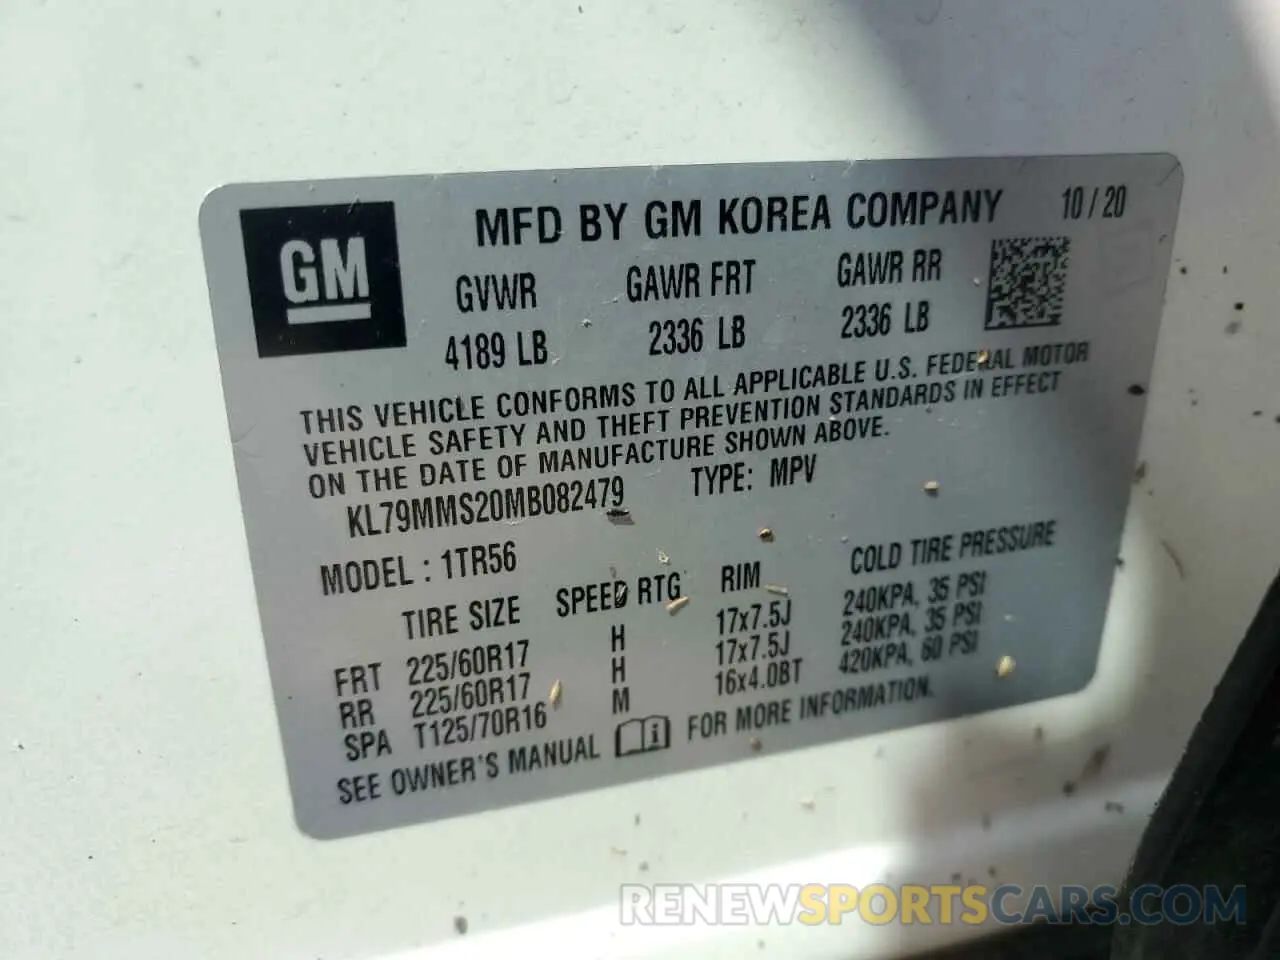 GM
MFD BY GM KOREA COMPANY 10 / 20
GVWR GAWR FRT GAWR RR
4189 LB 2336 LB 2336 LB
THIS VEHICLE CONFORMS TO ALL APPLICABLE U.S. FEDERAL MOTOR
VEHICLE SAFETY AND THEFT PREVENTION STANDARDS IN EFFECT
ON THE DATE OF MANUFACTURE SHOWN ABOVE.
KL79MMS20MB082479 TYPE: MPV
MODEL : 1TR56
TIRE SIZE SPEED RTG RIM COLD TIRE PRESSURE
FRT 225/60R17 H 17x7.5J 240KPA, 35 PSI
RR 225/60R17 H 17x7.5J 240KPA, 35 PSI
SPA T125/70R16 M 16x4.0BT 420KPA, 60 PSI
SEE OWNER'S MANUAL i FOR MORE INFORMATION.
RENEWSPORTSCARS.COM